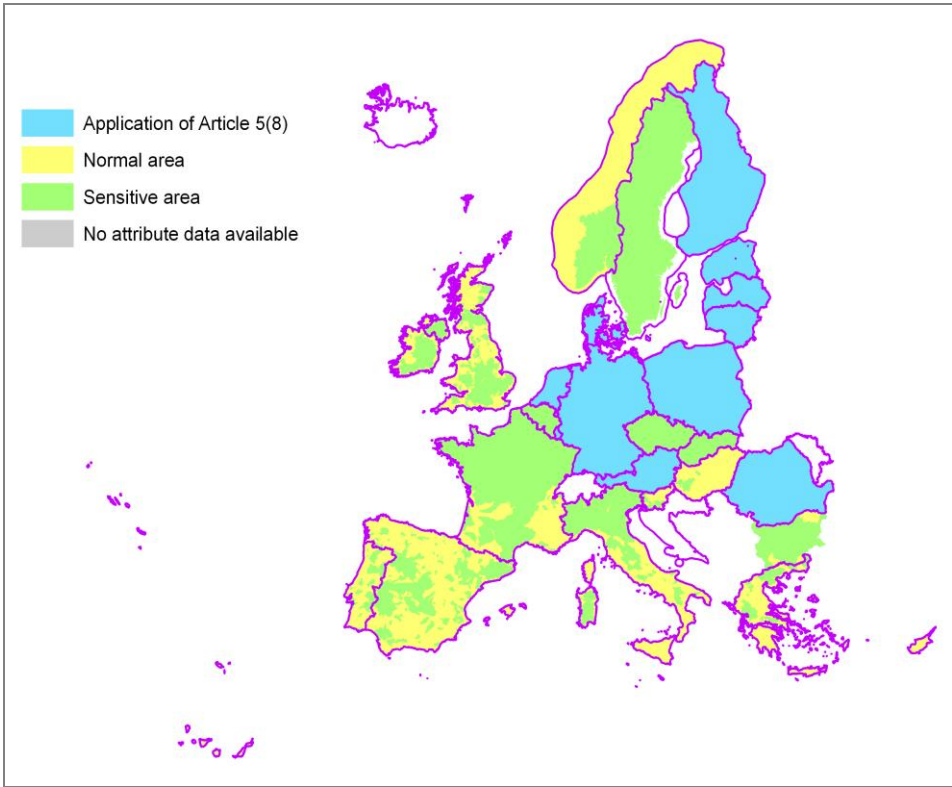 Application of Article 5(8)
Normal area
Sensitive area
No attribute data available